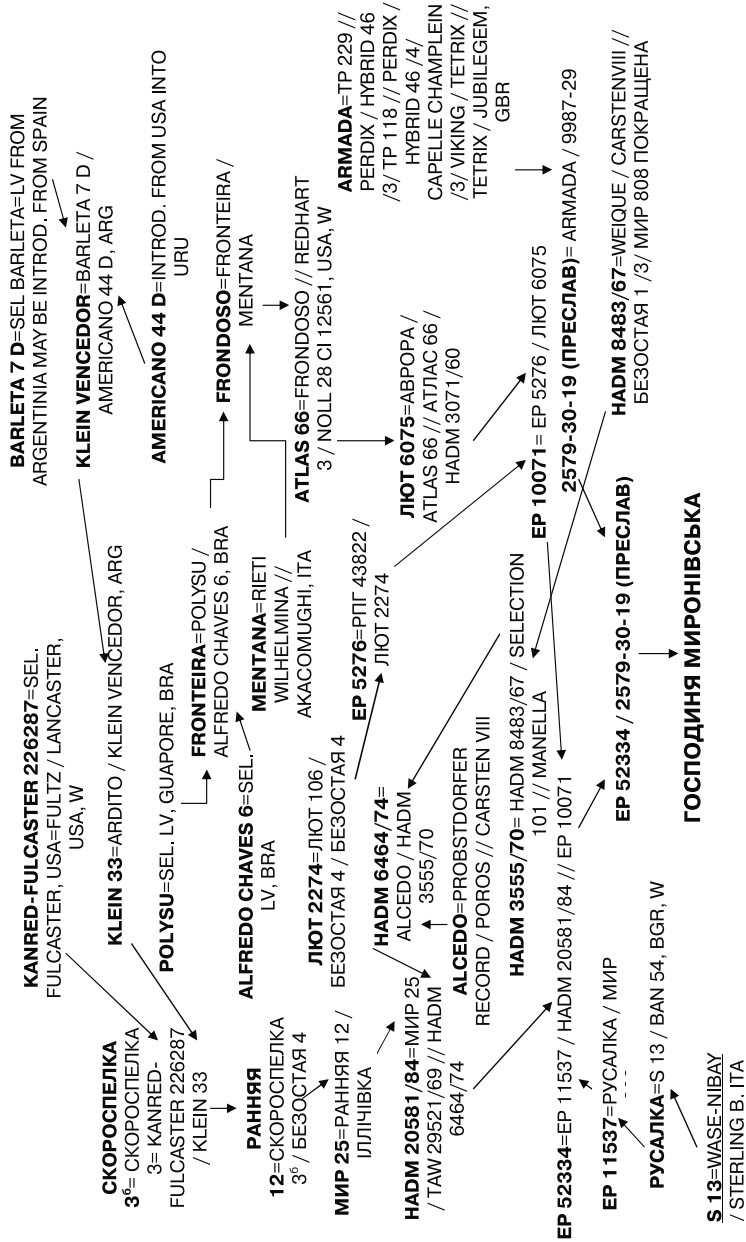 СКОРОСПЕЛКА
3б= СКОРОСПЕЛКА
3= KANRED-
FULCASTER 226287
/ KLEIN 33
РАННЯЯ
12=СКОРОСПЕЛКА
3б / БЕЗОСТАЯ 4
МИР 25=РАННЯЯ 12 /
ІЛЛІЧІВКА
HADM 20581/84=МИР 25
/ TAW 29521/69 // HADM
6464/74
EP 52334=EP 11537 / HADM 20581/84 // EP 10071
EP 11537=РУСАЛКА / МИР
РУСАЛКА=S 13 / BAN 54, BGR, W
S 13=WASE-NIBAY
/ STERLING B. ITA
KANRED-FULCASTER 226287=SEL.
FULCASTER, USA=FULTZ / LANCASTER,
USA, W
KLEIN 33=ARDITO / KLEIN VENCEDOR, ARG
POLYSU=SEL. LV, GUAPORE, BRA
FRONTEIRA=POLYSU /
ALFREDO CHAVES 6, BRA
ALFREDO CHAVES 6=SEL.
LV, BRA
MENTANA=RIETI
WILHELMINA //
AKACOMUGHI, ITA
ЛЮТ 2274=ЛЮТ 106 /
БЕЗОСТАЯ 4 / БЕЗОСТАЯ 4
EP 5276=РПГ 43822 /
ЛЮТ 2274
HADM 6464/74=
ALCEDO / HADM
3555/70
ALCEDO=PROBSTDORFER
RECORD / POROS // CARSTEN VIII
HADM 3555/70= HADM 8483/67 / SELECTION
101 // MANELLA
BARLETA 7 D=SEL BARLETA=LV FROM
ARGENTINIA MAY BE INTROD. FROM SPAIN
KLEIN VENCEDOR=BARLETA 7 D /
AMERICANO 44 D, ARG
AMERICANO 44 D=INTROD. FROM USA INTO
URU
FRONDOSO=FRONTEIRA /
MENTANA
ATLAS 66=FRONDOSO // REDHART
3 / NOLL 28 CI 12561, USA, W
ARMADA=TP 229 //
PERDIX / HYBRID 46
/3/ TP 118 // PERDIX /
HYBRID 46 /4/
CAPELLE CHAMPLEIN
/3/ VIKING / TETRIX //
TETRIX / JUBILEGEM,
GBR
ЛЮТ 6075=АВРОРА /
ATLAS 66 // АТЛАС 66 /
HADM 3071/60
EP 10071= EP 5276 / ЛЮТ 6075
2579-30-19 (ПРЕСЛАВ)= ARMADA / 9987-29
HADM 8483/67=WEIQUE / CARSTENVIII //
БЕЗОСТАЯ 1 /3/ МИР 808 ПОКРАЩЕНА
EP 52334 / 2579-30-19 (ПРЕСЛАВ)
ГОСПОДИНЯ МИРОНІВСЬКА